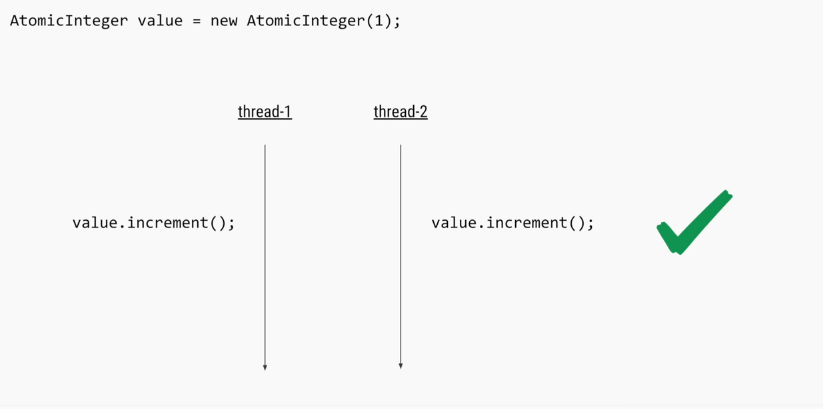 AtomicInteger value = new AtomicInteger(1);
thread-1 thread-2
value.increment(); value.increment();